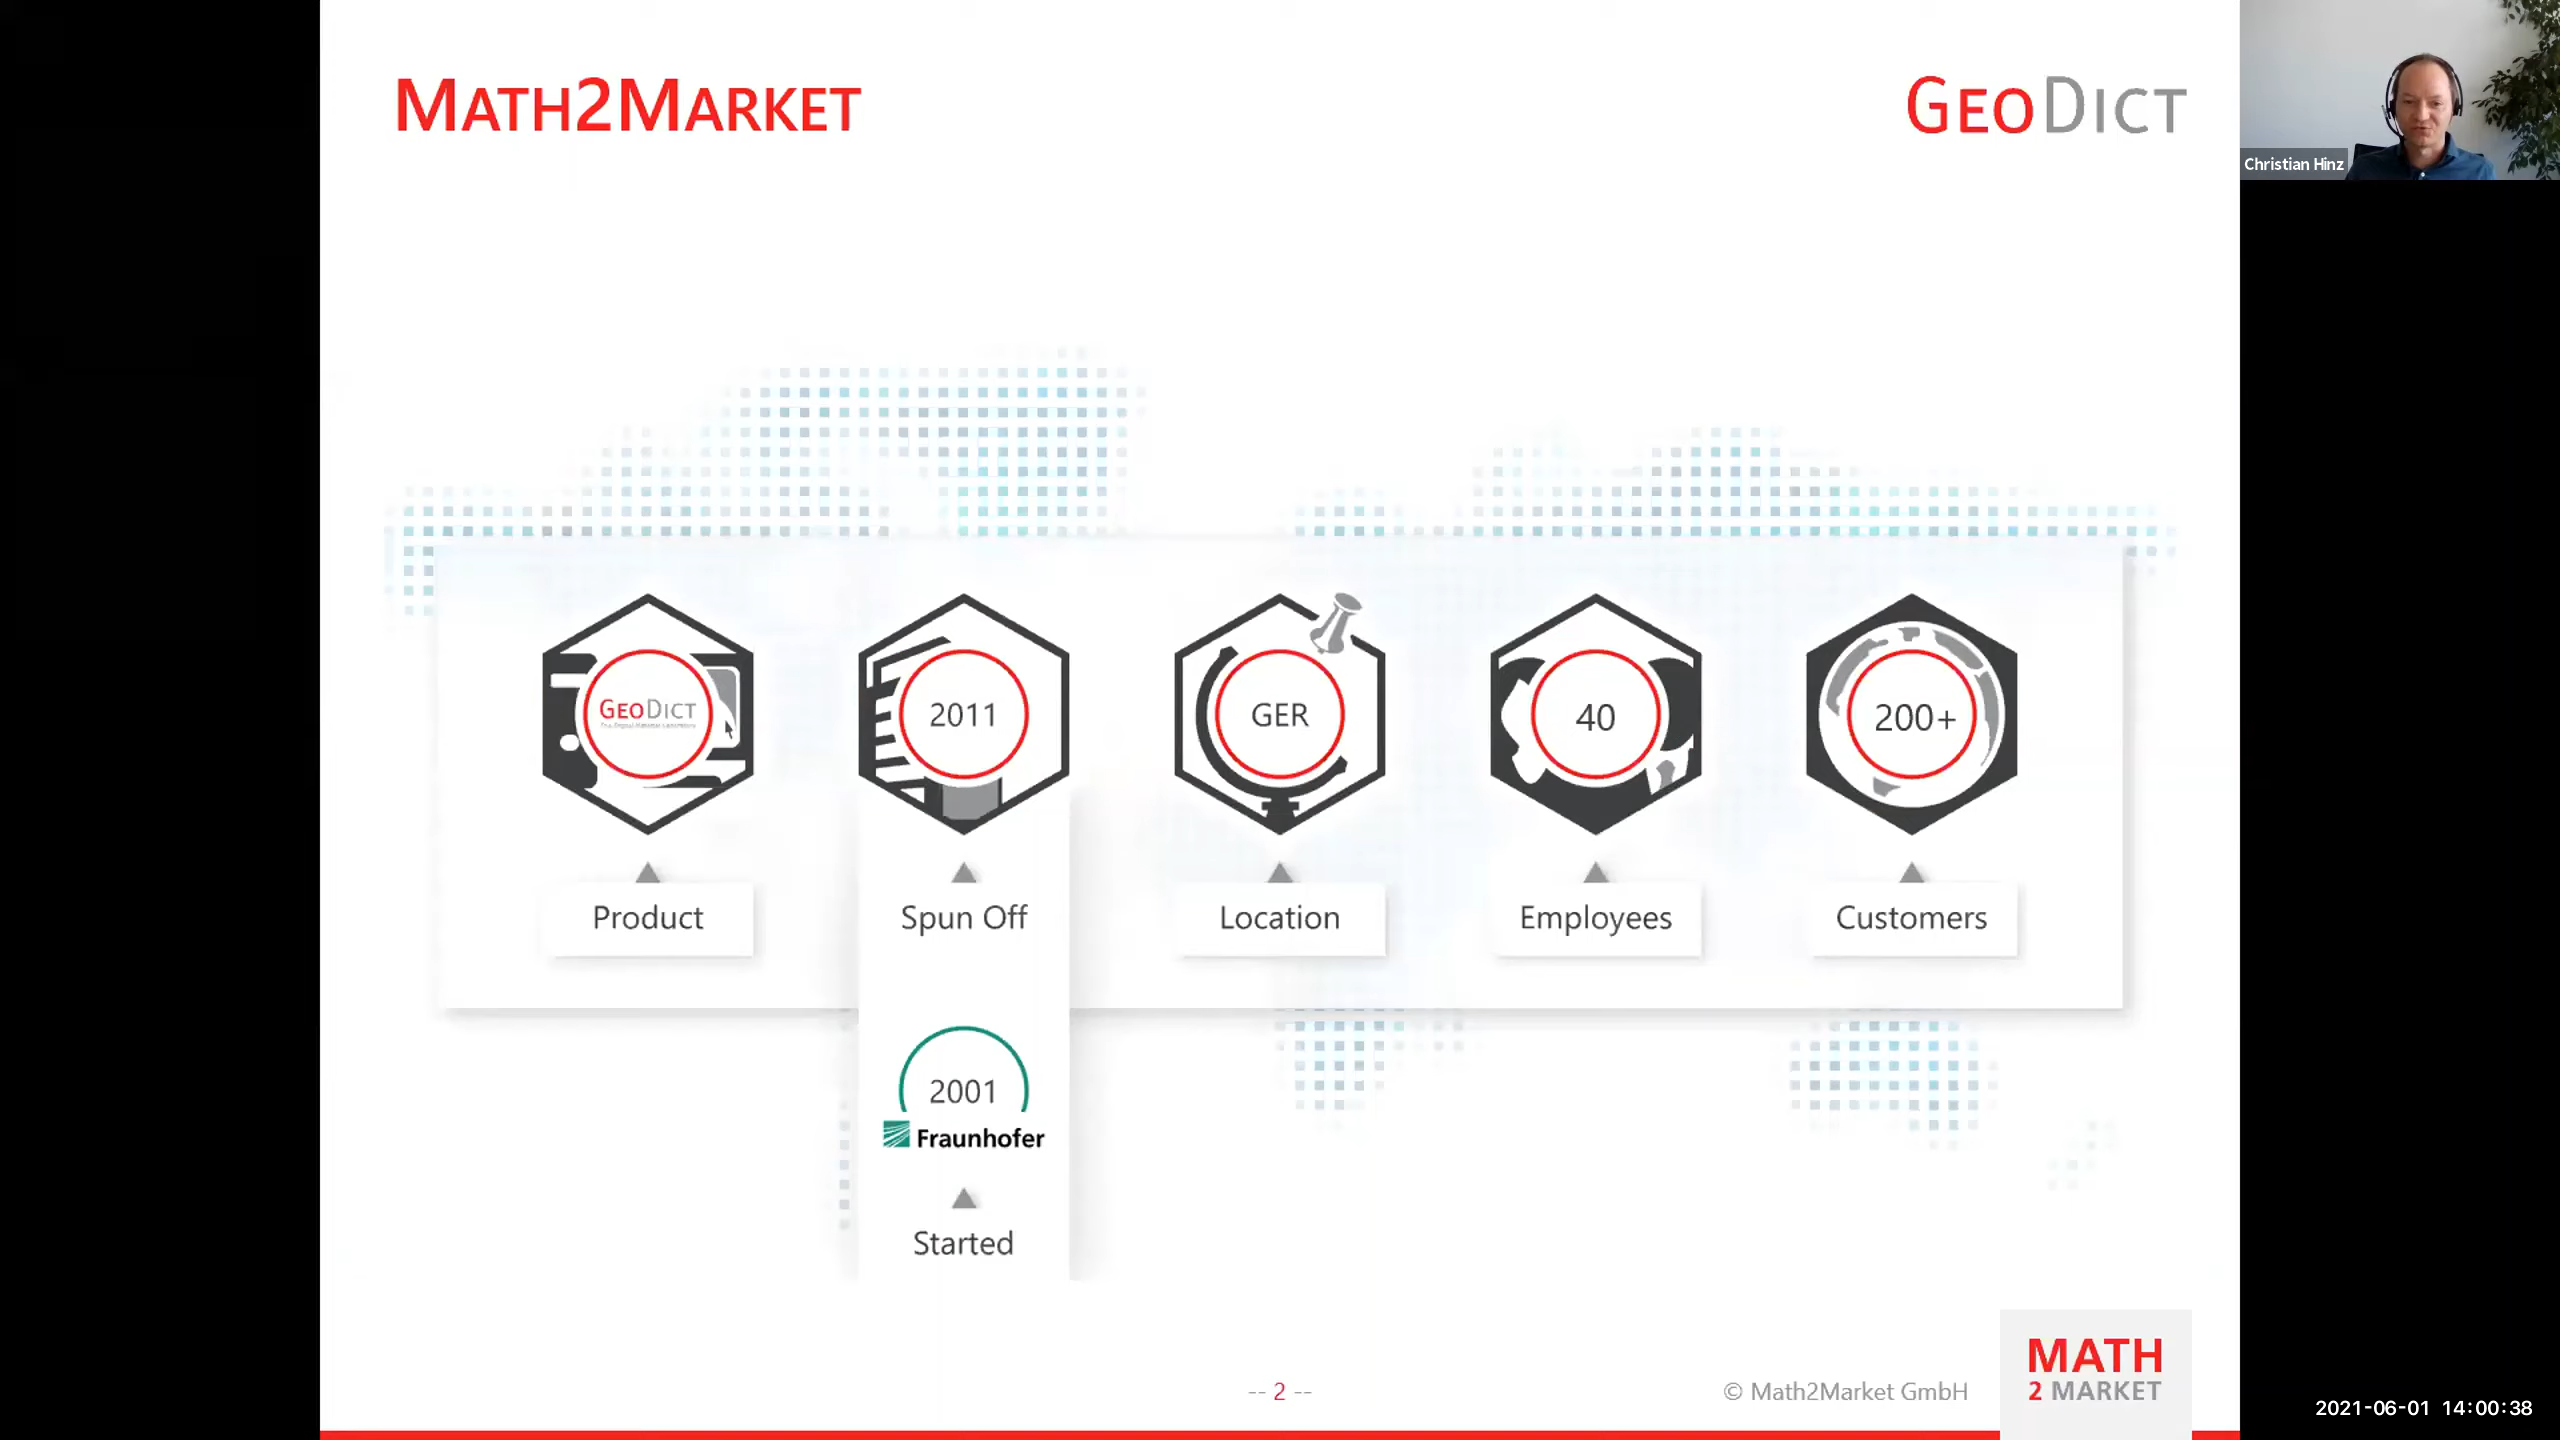 MATH2MARKET
GEODICT
Christian Hinz
GEODICT
2011
GER
40
200+
Product
Spun Off
Location
Employees
Customers
2001
Fraunhofer
Started
-- 2 --
© Math2Market GmbH
MATH
2 MARKET
2021-06-01 14:00:38